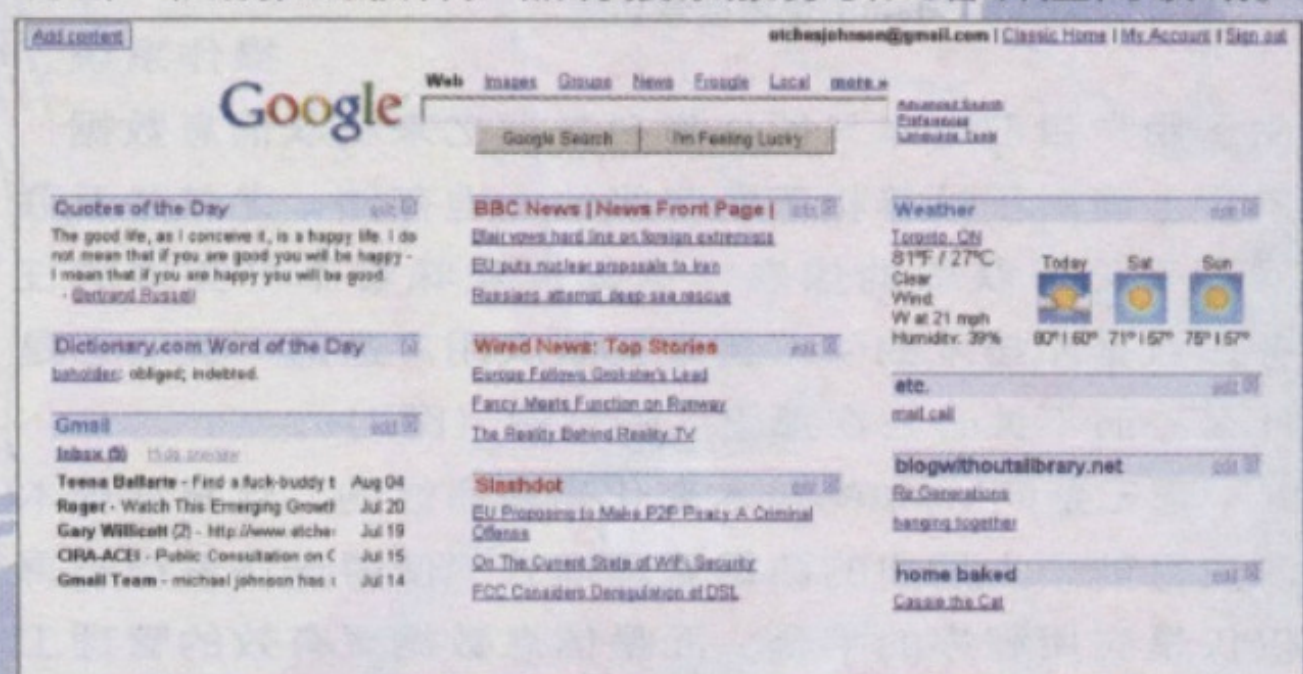 Add content
etchesjohnson@gmail.com | Classic Home | My Account | Sign out
Google
Web Images Groups News Froogle Local more »
Advanced Search
Preferences
Language Tools
Google Search
I'm Feeling Lucky
Quotes of the Day edit
The good life, as I conceive it, is a happy life. I do
not mean that if you are good you will be happy -
I mean that if you are happy you will be good.
- Bertrand Russell
Dictionary.com Word of the Day
beholden: obliged; indebted.
Gmail edit
Inbox (5) Hide preview
Teena Ballarte - Find a fuck-buddy t Aug 04
Roger - Watch This Emerging Growth Jul 20
Gary Willicott (2) - http://www.etche: Jul 19
CIRA-ACEI - Public Consultation on C Jul 15
Gmail Team - michael johnson has Jul 14
BBC News | News Front Page | edit
Blair vows hard line on foreign extremists
EU puts nuclear proposals to Iran
Russians attempt deep-sea rescue
Wired News: Top Stories edit
Europe Follows Grokster's Lead
Fancy Meets Function on Runway
The Reality Behind Reality TV
Slashdot edit
EU Proposing to Make P2P Piracy A Criminal
Offense
On The Current State of WiFi Security
FCC Considers Deregulation of DSL
Weather edit
Toronto, ON
81°F / 27°C
Clear
Wind:
W at 21 mph
Humidity: 39%
Today Sat Sun
80° | 60° 71° | 57° 75° | 57°
etc. edit
mail call
blogwithoutalibrary.net edit
Re:Generations
banging together
home baked edit
Cassie the Cat